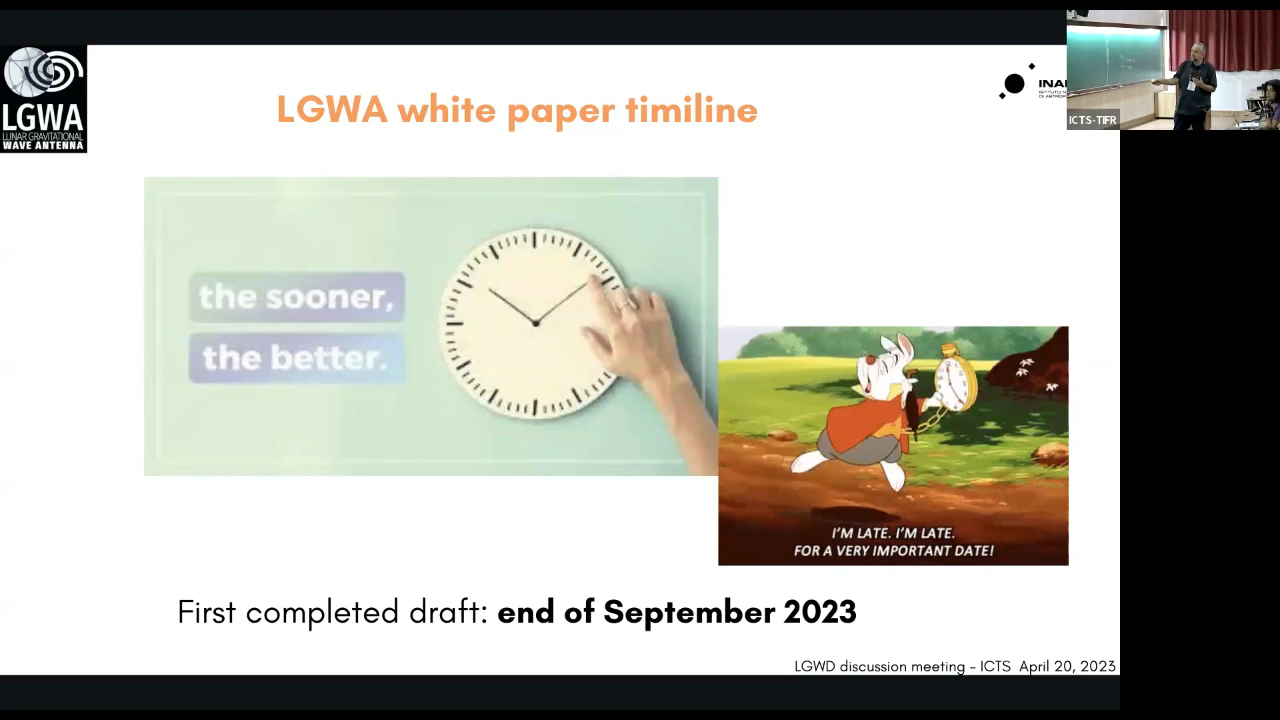 LGWA
LUNAR GRAVITATIONAL
WAVE ANTENNA
LGWA white paper timiline
ICTS-TIFR
the sooner,
the better.
I'M LATE. I'M LATE.
FOR A VERY IMPORTANT DATE!
First completed draft: end of September 2023
LGWD discussion meeting - ICTS April 20, 2023